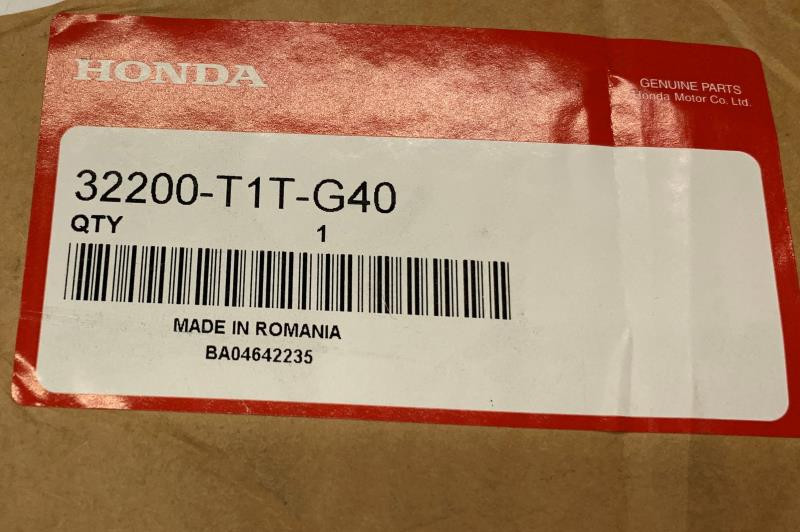 HONDA
GENUINE PARTS
Honda Motor Co. Ltd.
32200-T1T-G40
QTY 1
MADE IN ROMANIA
BA04642235